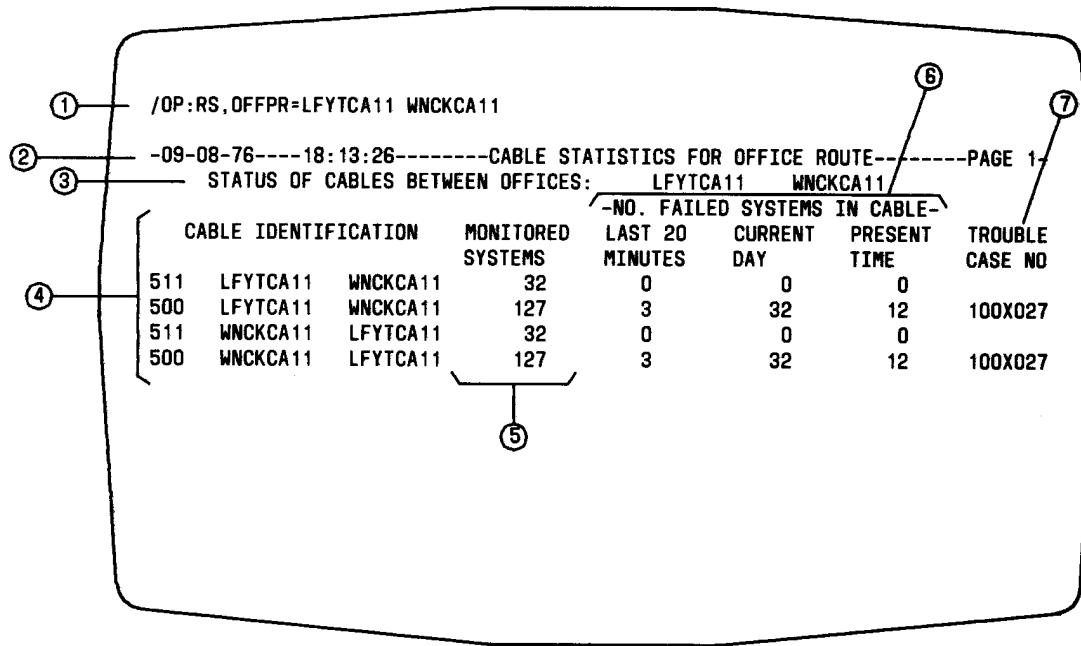 ⑥
① /OP:RS,OFFPR=LFYTCA11 WNCKCA11 ⑦
② -09-08-76----18:13:26--------CABLE STATISTICS FOR OFFICE ROUTE--------PAGE 1-
③ STATUS OF CABLES BETWEEN OFFICES: LFYTCA11 WNCKCA11
-NO. FAILED SYSTEMS IN CABLE-
CABLE IDENTIFICATION MONITORED LAST 20 CURRENT PRESENT TROUBLE
SYSTEMS MINUTES DAY TIME CASE NO
511 LFYTCA11 WNCKCA11 32 0 0 0
④ 500 LFYTCA11 WNCKCA11 127 3 32 12 100X027
511 WNCKCA11 LFYTCA11 32 0 0 0
500 WNCKCA11 LFYTCA11 127 3 32 12 100X027
⑤